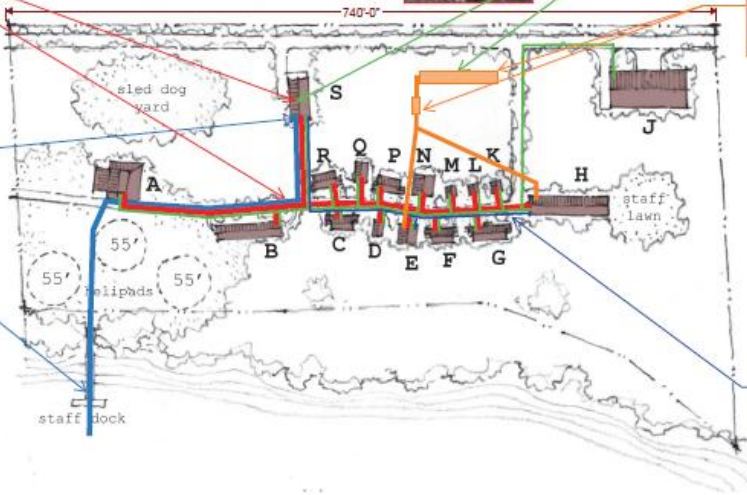 740'-0"
sled dog
yard
S
J
R
Q
P
N
M
L
K
H
A
staff
lawn
B
C
D
E
F
G
55'
55'
55'
helipads
staff dock